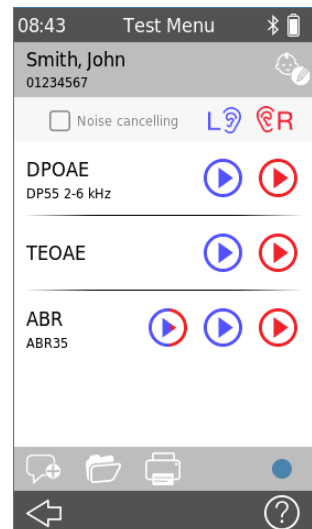 08:43 Test Menu
Smith, John
01234567
Noise cancelling L R
DPOAE
DP55 2-6 kHz
TEOAE
ABR
ABR35
?